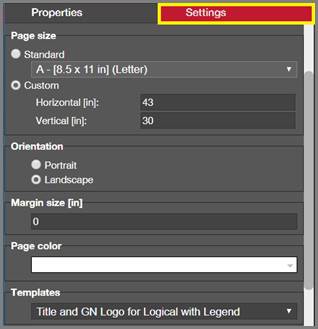 Properties Settings
Page size
Standard
A - [8.5 x 11 in] (Letter)
Custom
Horizontal [in]: 43
Vertical [in]: 30
Orientation
Portrait
Landscape
Margin size [in]
0
Page color
Templates
Title and GN Logo for Logical with Legend